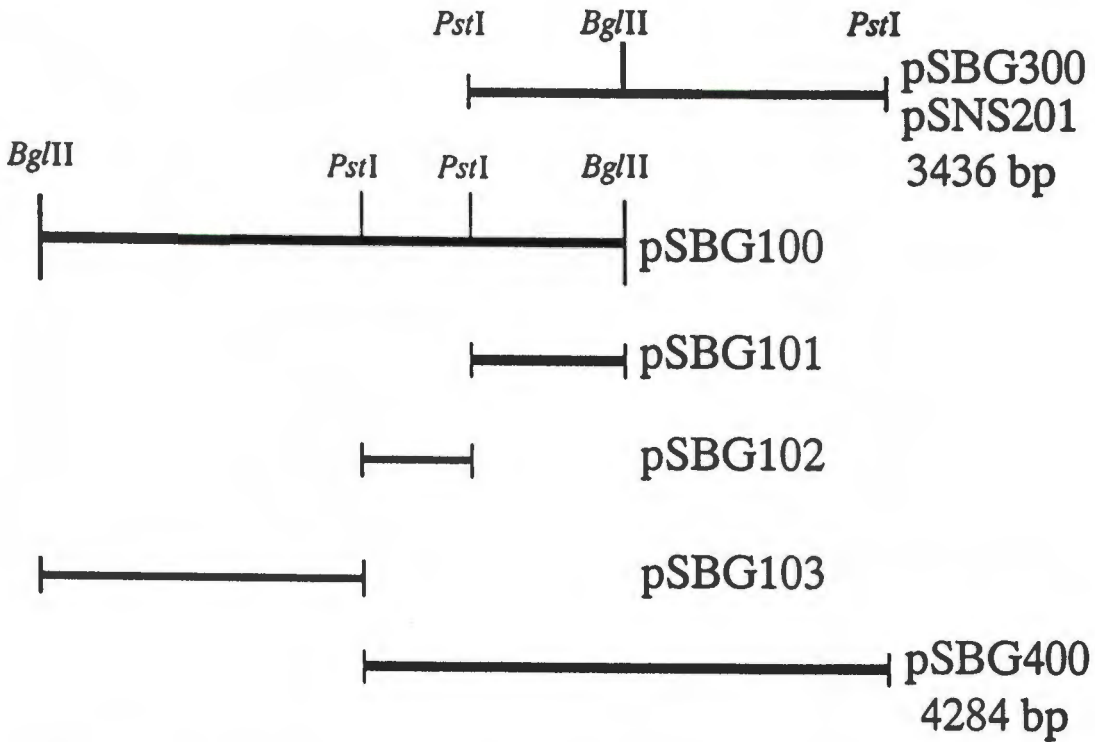 PstI BglII PstI
pSBG300
pSNS201
3436 bp
BglII PstI PstI BglII
pSBG100
pSBG101
pSBG102
pSBG103
pSBG400
4284 bp